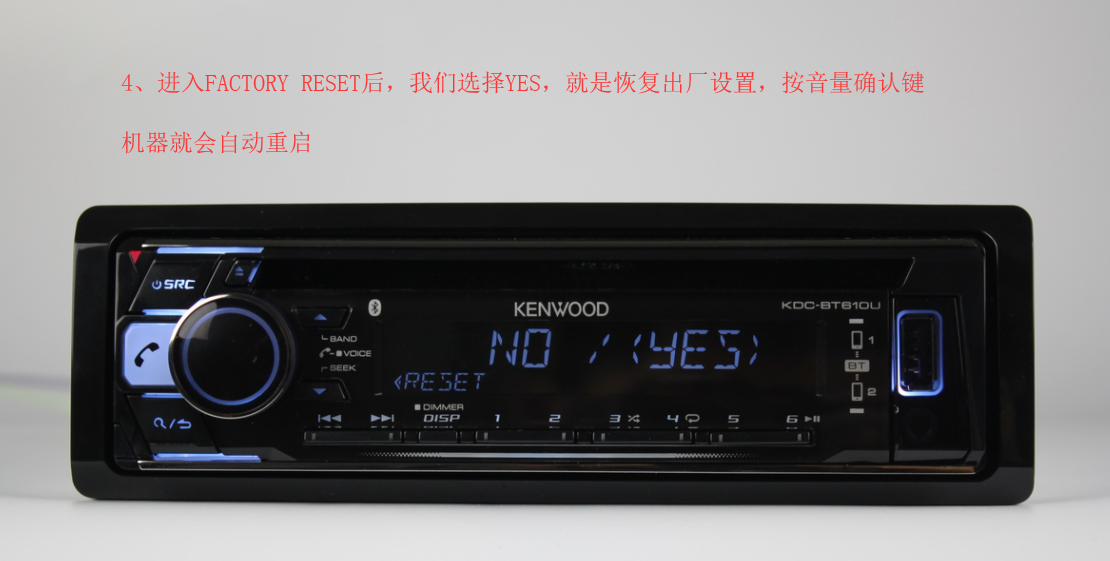 4、进入FACTORY RESET后，我们选择YES，就是恢复出厂设置，按音量确认键
机器就会自动重启
SRC
KENWOOD
KDC-BT610U
BAND
VOICE
SEEK
NO /(YES)
RESET
1
BT
2
DIMMER
DISP 1 2 3 4 5 6